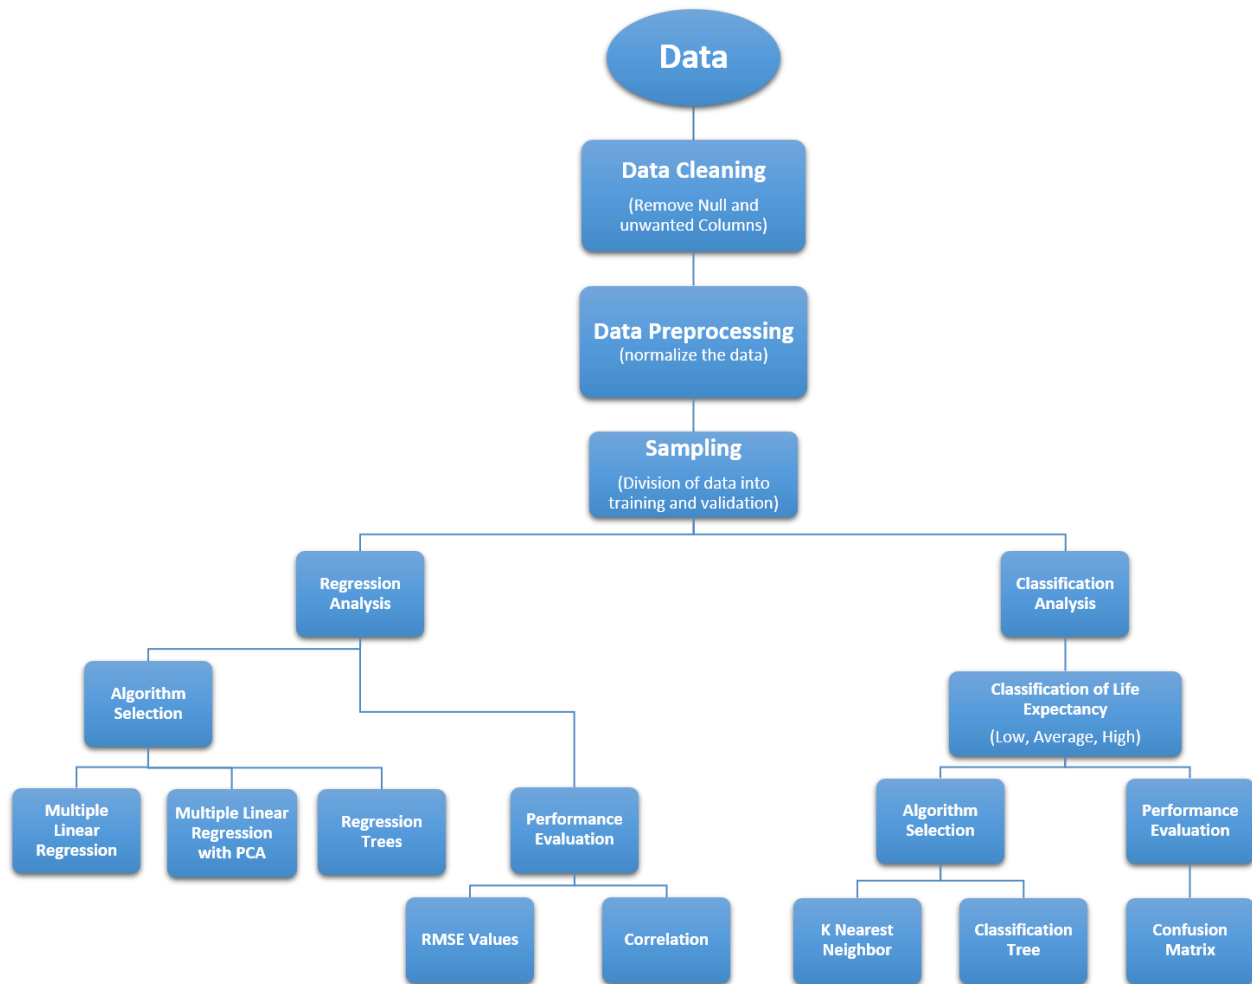 Data
Data Cleaning
(Remove Null and
unwanted Columns)
Data Preprocessing
(normalize the data)
Sampling
(Division of data into
training and validation)
Regression
Analysis
Classification
Analysis
Algorithm
Selection
Classification of Life
Expectancy
(Low, Average, High)
Multiple
Linear
Regression
Multiple Linear
Regression
with PCA
Regression
Trees
Performance
Evaluation
Algorithm
Selection
Performance
Evaluation
RMSE Values
Correlation
K Nearest
Neighbor
Classification
Tree
Confusion
Matrix